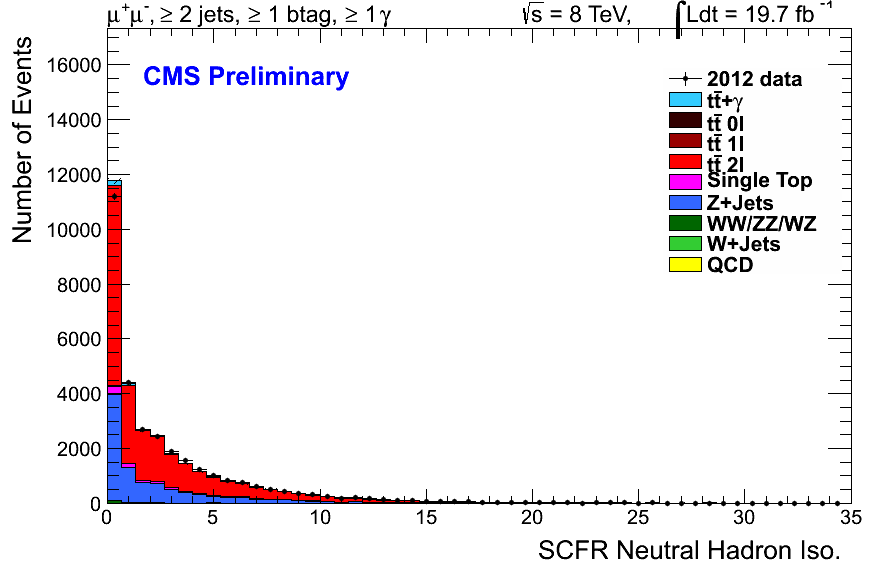 μ⁺μ⁻, ≥ 2 jets, ≥ 1 btag, ≥ 1 γ
√s = 8 TeV, ∫Ldt = 19.7 fb⁻¹
CMS Preliminary
2012 data
tt̄+γ
tt̄ 0l
tt̄ 1l
tt̄ 2l
Single Top
Z+Jets
WW/ZZ/WZ
W+Jets
QCD
Number of Events
16000
14000
12000
10000
8000
6000
4000
2000
0
0 5 10 15 20 25 30 35
SCFR Neutral Hadron Iso.